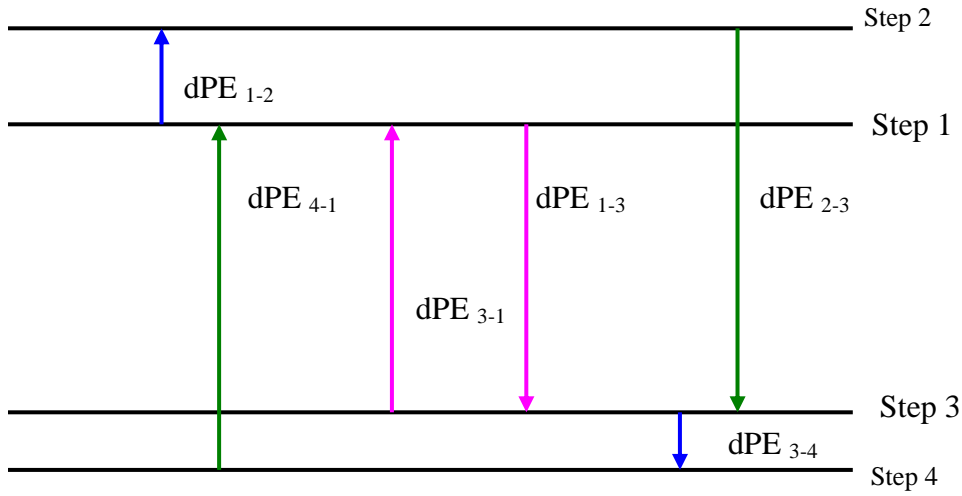 Step 2
dPE 1-2
Step 1
dPE 4-1
dPE 1-3
dPE 2-3
dPE 3-1
Step 3
dPE 3-4
Step 4